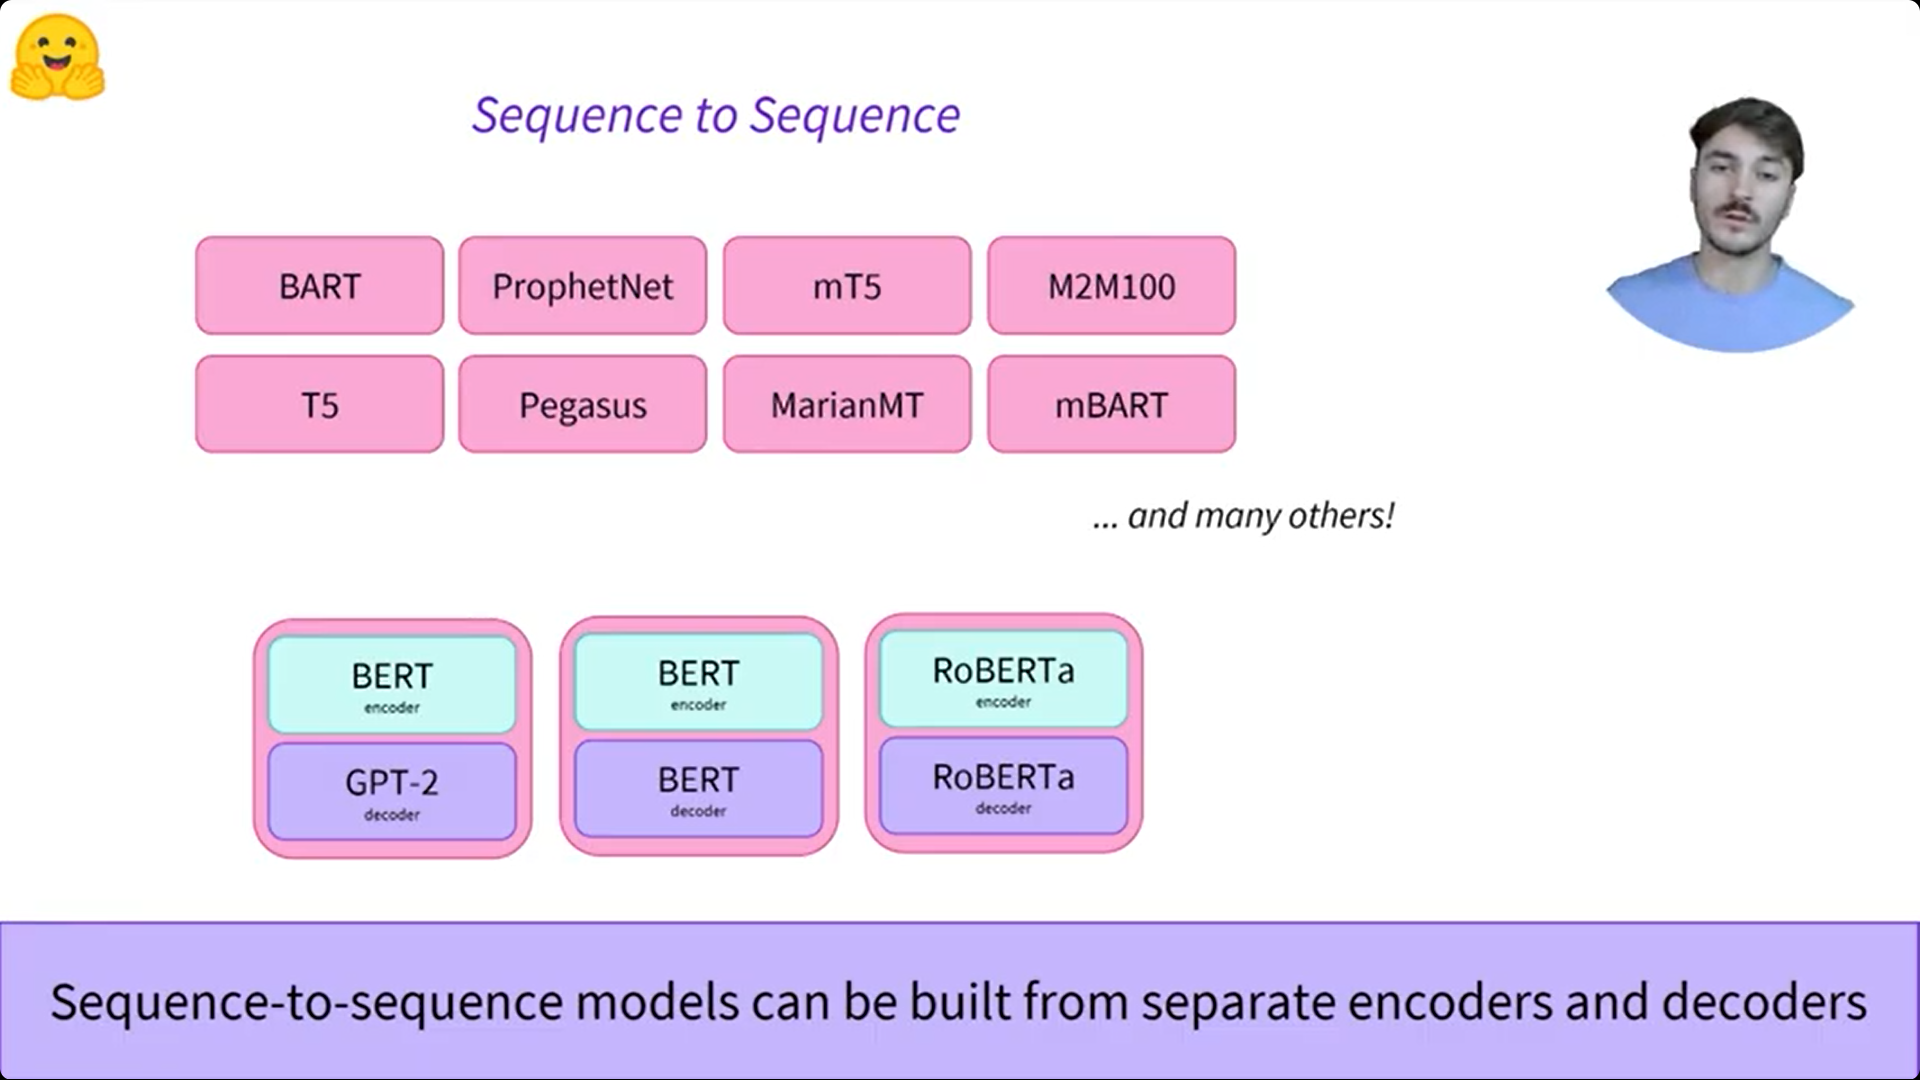 Sequence to Sequence
BART
ProphetNet
mT5
M2M100
T5
Pegasus
MarianMT
mBART
... and many others!
BERT
encoder
GPT-2
decoder
BERT
encoder
BERT
decoder
RoBERTa
encoder
RoBERTa
decoder
Sequence-to-sequence models can be built from separate encoders and decoders